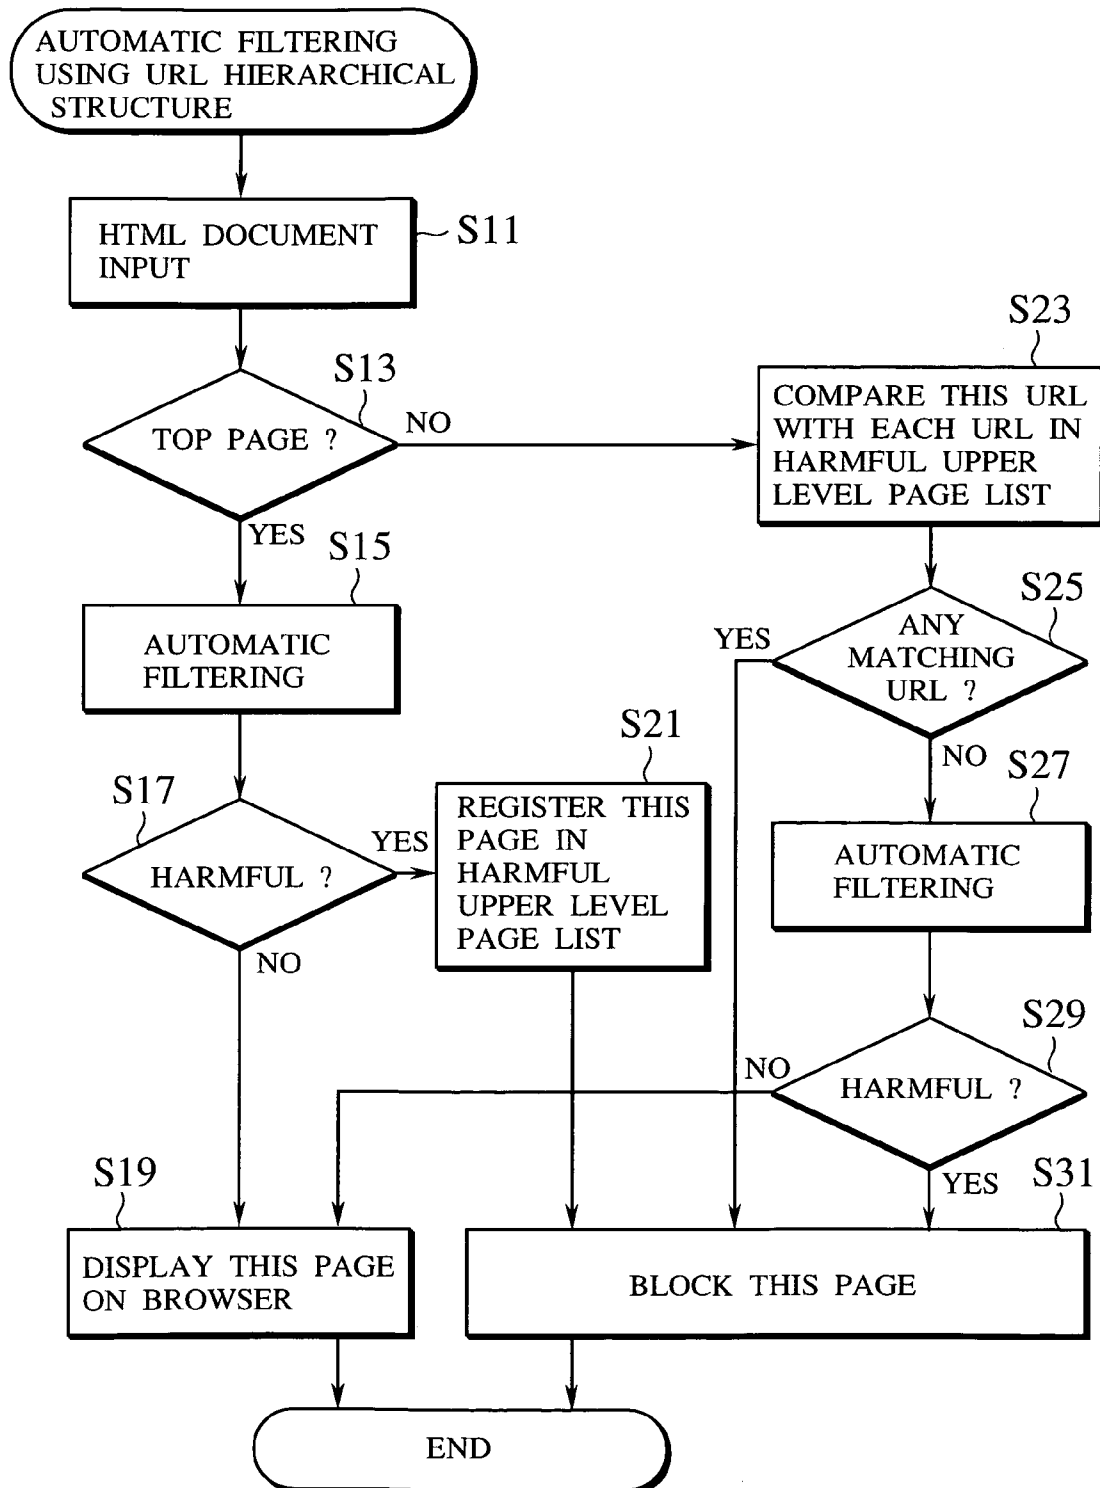 AUTOMATIC FILTERING
USING URL HIERARCHICAL
STRUCTURE
HTML DOCUMENT
INPUT
S11
S13
TOP PAGE ?
NO
YES
S23
COMPARE THIS URL
WITH EACH URL IN
HARMFUL UPPER
LEVEL PAGE LIST
S15
AUTOMATIC
FILTERING
S25
YES
ANY
MATCHING
URL ?
NO
S17
HARMFUL ?
YES
NO
S21
REGISTER THIS
PAGE IN
HARMFUL
UPPER LEVEL
PAGE LIST
S27
AUTOMATIC
FILTERING
S29
NO
HARMFUL ?
YES
S19
DISPLAY THIS PAGE
ON BROWSER
S31
BLOCK THIS PAGE
END